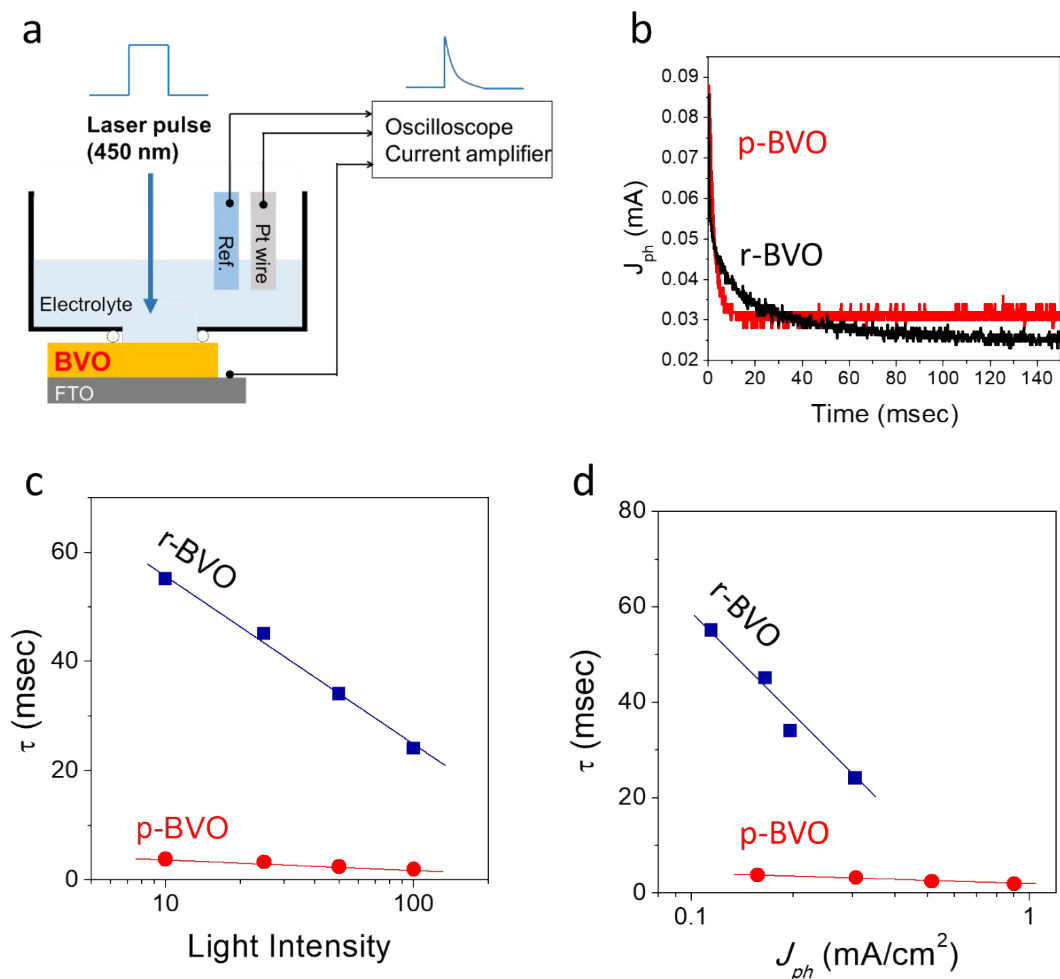 a
Laser pulse
(450 nm)
Oscilloscope
Current amplifier
Ref.
Pt wire
Electrolyte
BVO
FTO
b
0.09
0.08
0.07
0.06
0.05
0.04
0.03
0.02
J_ph (mA)
p-BVO
r-BVO
0 20 40 60 80 100 120 140
Time (msec)
c
60
40
20
0
τ (msec)
r-BVO
p-BVO
10 100
Light Intensity
d
80
60
40
20
0
τ (msec)
r-BVO
p-BVO
0.1 1
J_ph (mA/cm²)